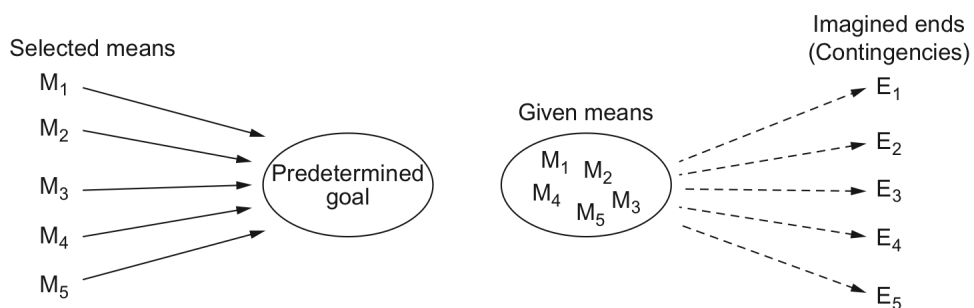 Selected means
M1
M2
M3
M4
M5
Predetermined
goal
Given means
M1 M2
M4 M3
M5
Imagined ends
(Contingencies)
E1
E2
E3
E4
E5